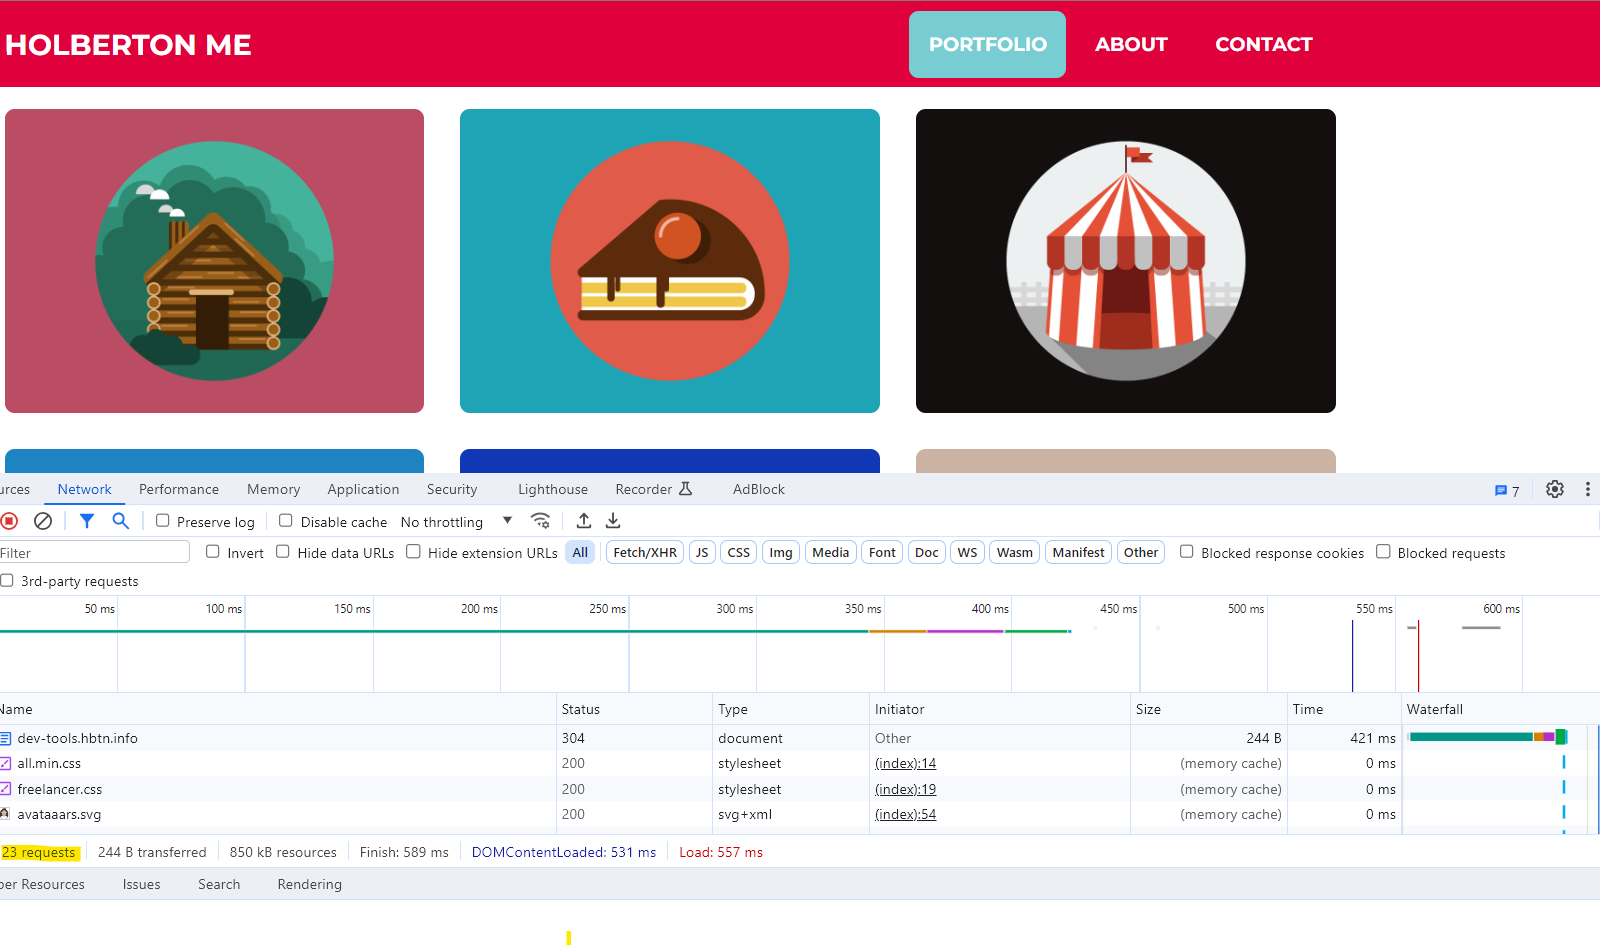 HOLBERTON ME PORTFOLIO ABOUT CONTACT
urces Network Performance Memory Application Security Lighthouse Recorder AdBlock 7
Preserve log Disable cache No throttling
Filter Invert Hide data URLs Hide extension URLs All Fetch/XHR JS CSS Img Media Font Doc WS Wasm Manifest Other Blocked response cookies Blocked requests
3rd-party requests
50 ms 100 ms 150 ms 200 ms 250 ms 300 ms 350 ms 400 ms 450 ms 500 ms 550 ms 600 ms
Name Status Type Initiator Size Time Waterfall
dev-tools.hbtn.info 304 document Other 244 B 421 ms
all.min.css 200 stylesheet (index):14 (memory cache) 0 ms
freelancer.css 200 stylesheet (index):19 (memory cache) 0 ms
avataaars.svg 200 svg+xml (index):54 (memory cache) 0 ms
23 requests 244 B transferred 850 kB resources Finish: 589 ms DOMContentLoaded: 531 ms Load: 557 ms
per Resources Issues Search Rendering